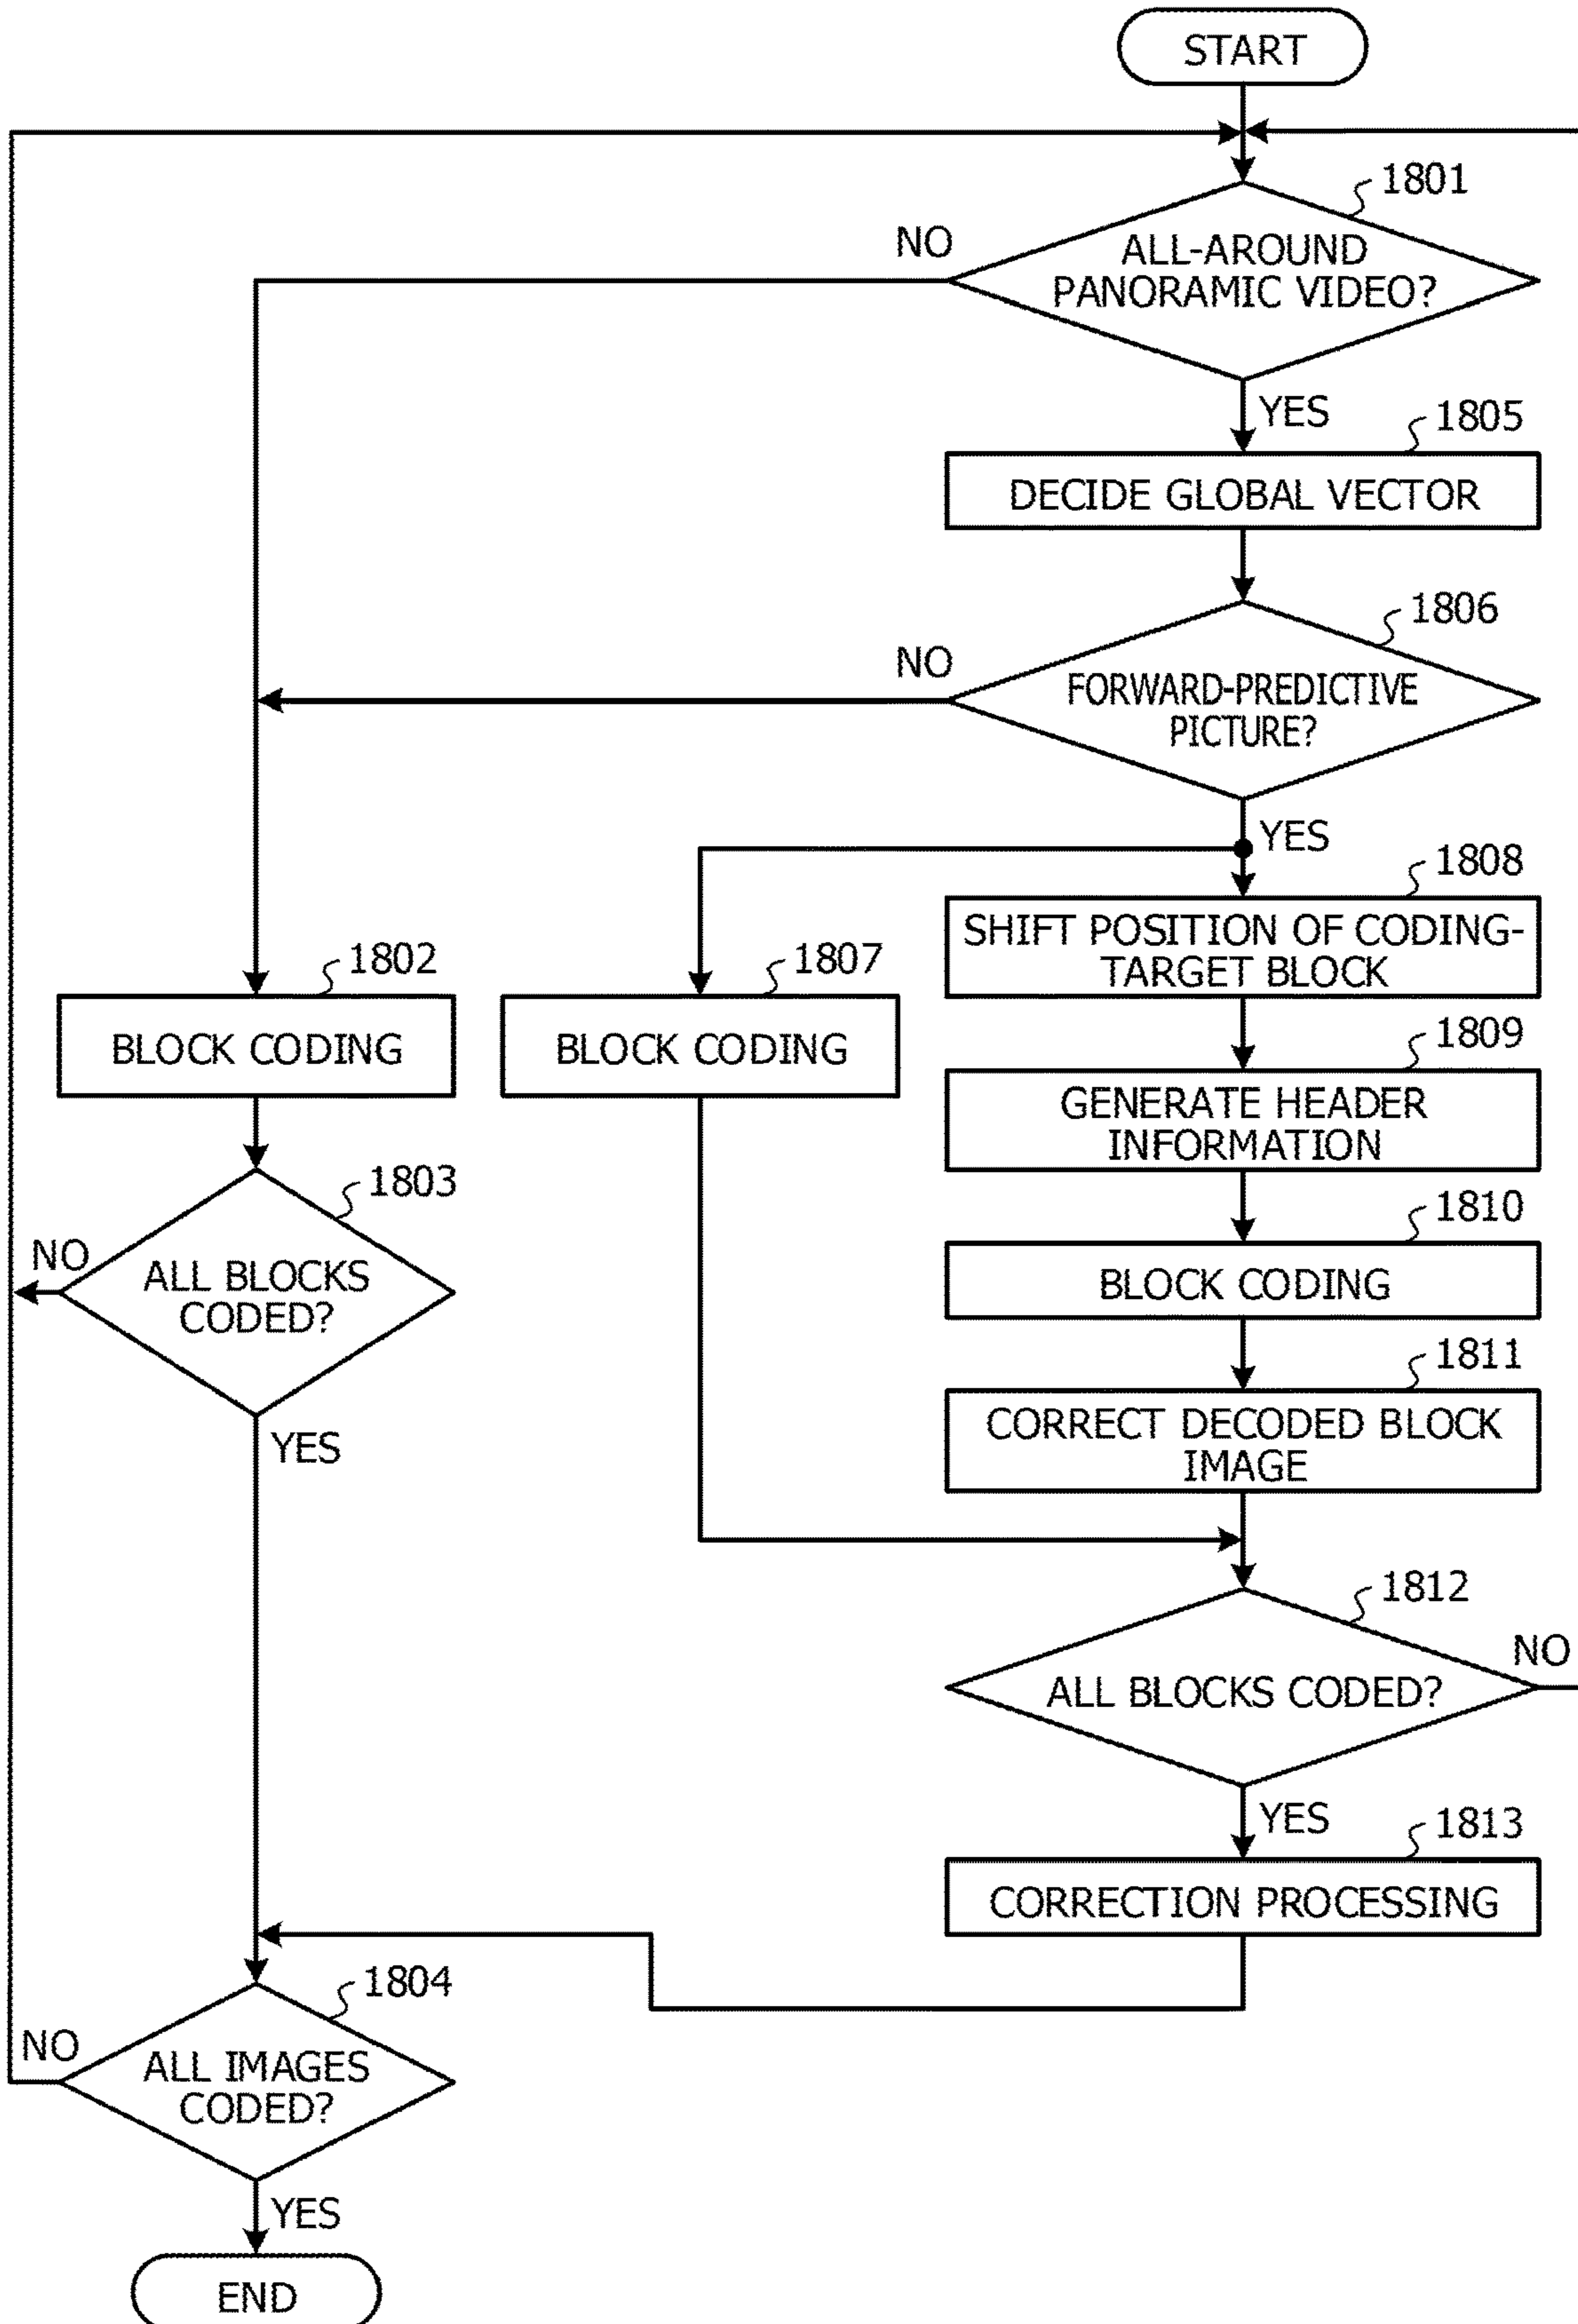 START
1801
NO
ALL-AROUND
PANORAMIC VIDEO?
YES
1805
DECIDE GLOBAL VECTOR
1806
NO
FORWARD-PREDICTIVE
PICTURE?
YES
1808
SHIFT POSITION OF CODING-
TARGET BLOCK
1802
BLOCK CODING
1807
BLOCK CODING
1809
GENERATE HEADER
INFORMATION
1803
NO
ALL BLOCKS
CODED?
YES
1810
BLOCK CODING
1811
CORRECT DECODED BLOCK
IMAGE
1812
NO
ALL BLOCKS CODED?
YES
1813
CORRECTION PROCESSING
1804
NO
ALL IMAGES
CODED?
YES
END